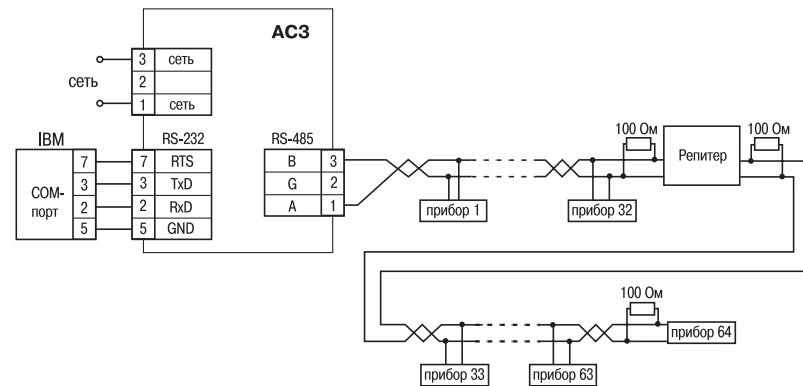 АС3
3 сеть
2
1 сеть
сеть
IBM
COM-
порт
7
3
2
5
RS-232
7 RTS
3 TxD
2 RxD
5 GND
RS-485
B 3
G 2
A 1
прибор 1
прибор 32
100 Ом
Репитер
100 Ом
прибор 33
прибор 63
100 Ом
прибор 64